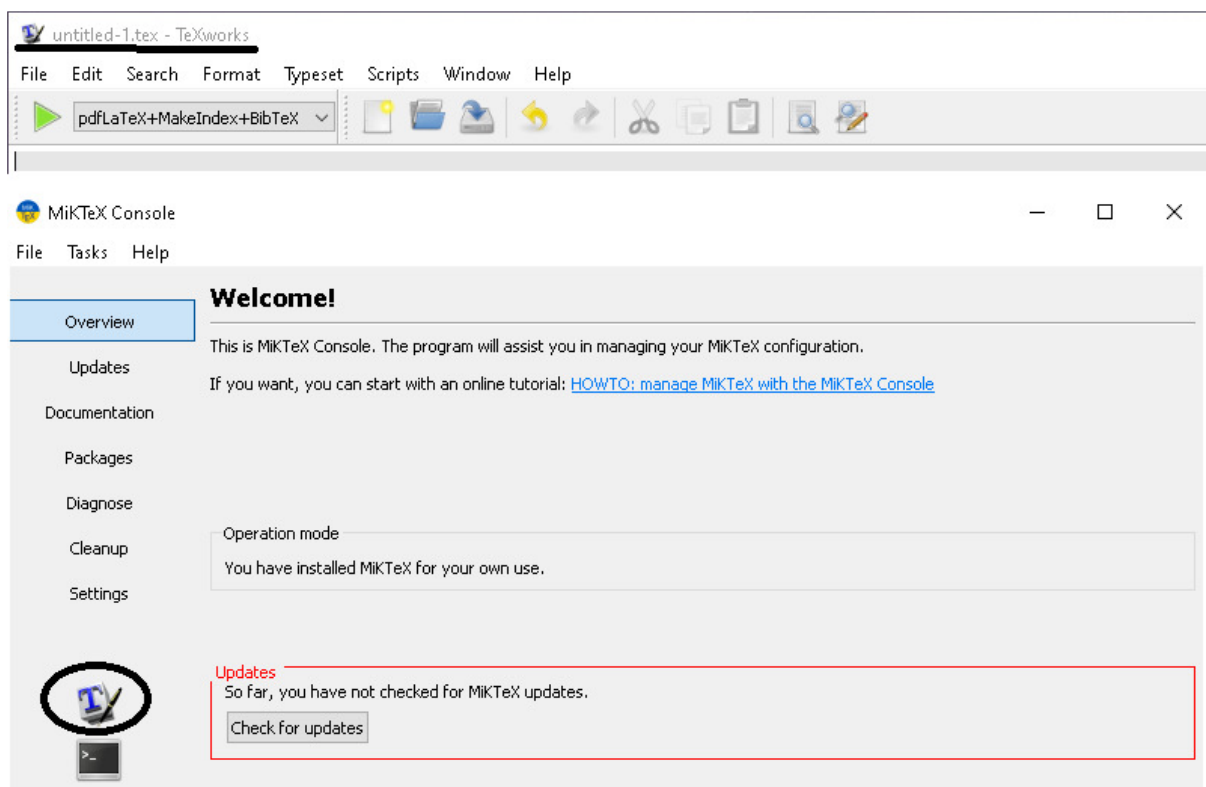 untitled-1.tex - TeXworks
File Edit Search Format Typeset Scripts Window Help
pdfLaTeX+MakeIndex+BibTeX
MiKTeX Console
File Tasks Help
Overview
Updates
Documentation
Packages
Diagnose
Cleanup
Settings
Welcome!
This is MiKTeX Console. The program will assist you in managing your MiKTeX configuration.
If you want, you can start with an online tutorial: HOWTO: manage MiKTeX with the MiKTeX Console
Operation mode
You have installed MiKTeX for your own use.
Updates
So far, you have not checked for MiKTeX updates.
Check for updates